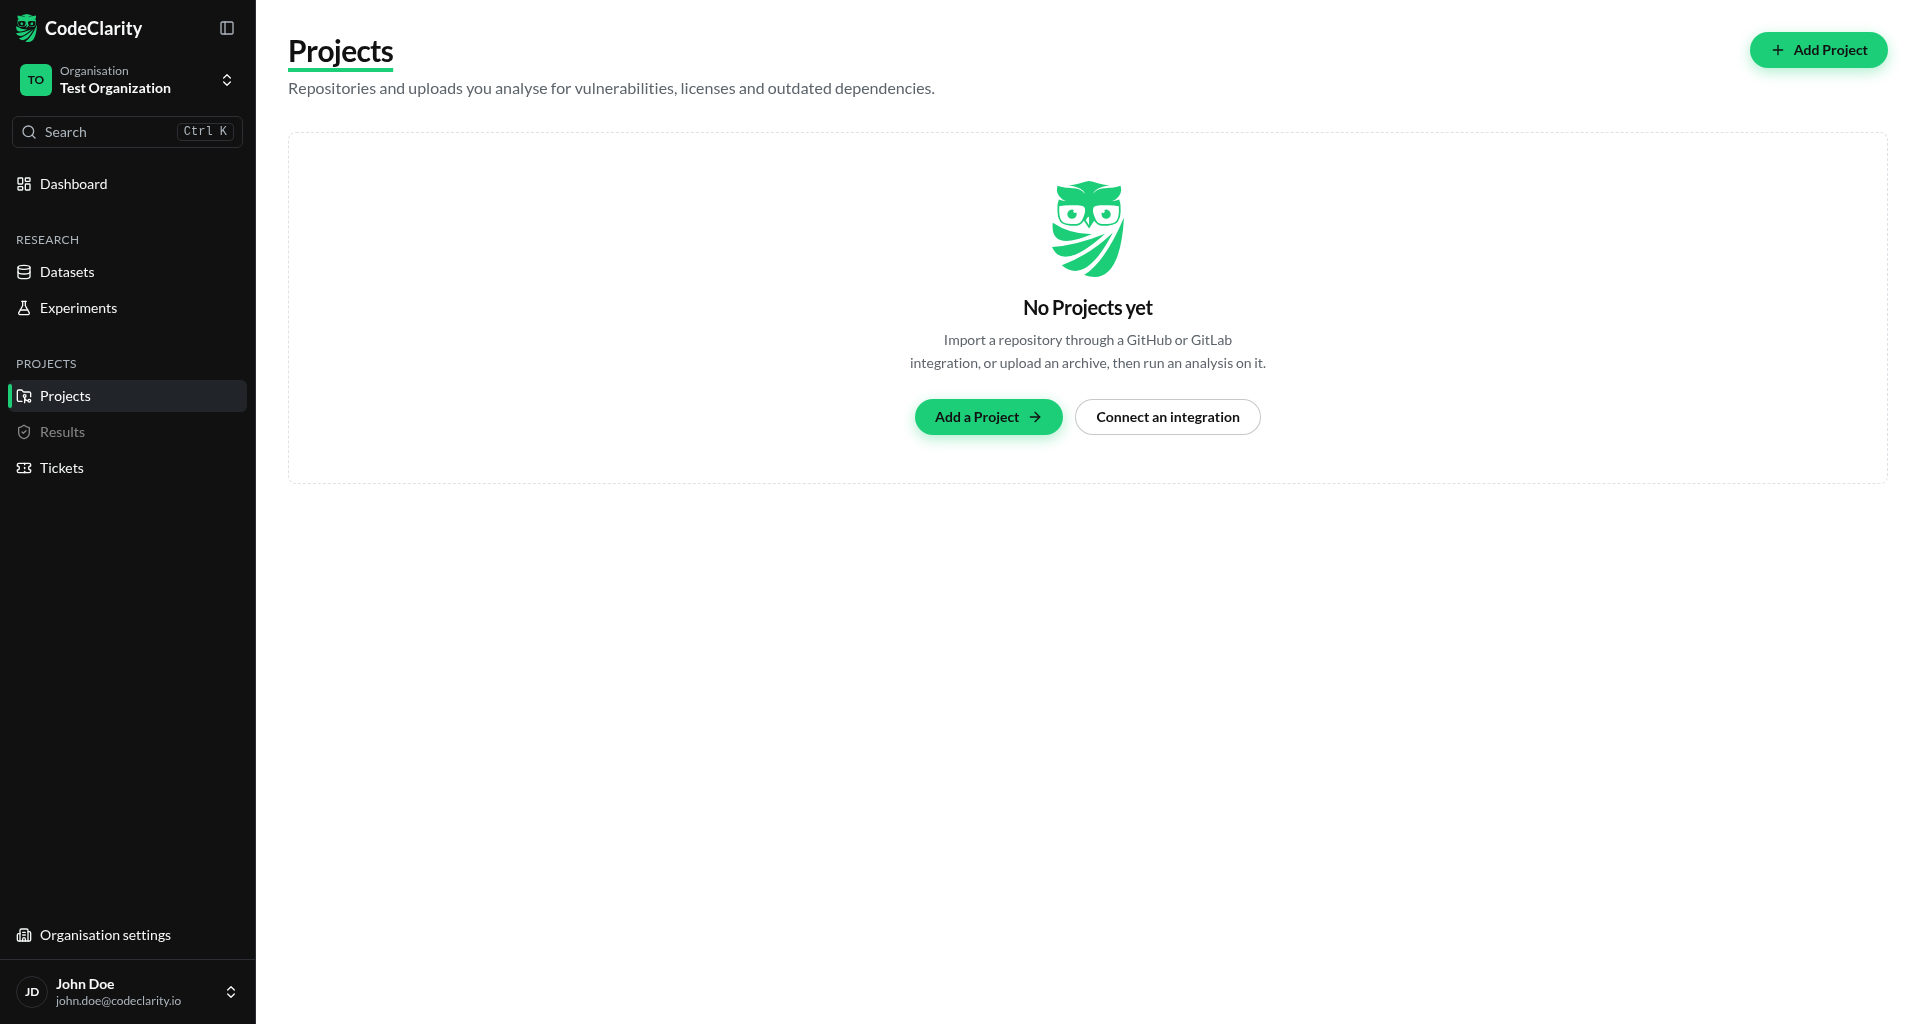 CodeClarity
TO
Organisation
Test Organization
Search
Ctrl K
Dashboard
RESEARCH
Datasets
Experiments
PROJECTS
Projects
Results
Tickets
Organisation settings
JD
John Doe
john.doe@codeclarity.io
Projects
Add Project
Repositories and uploads you analyse for vulnerabilities, licenses and outdated dependencies.
No Projects yet
Import a repository through a GitHub or GitLab
integration, or upload an archive, then run an analysis on it.
Add a Project
Connect an integration